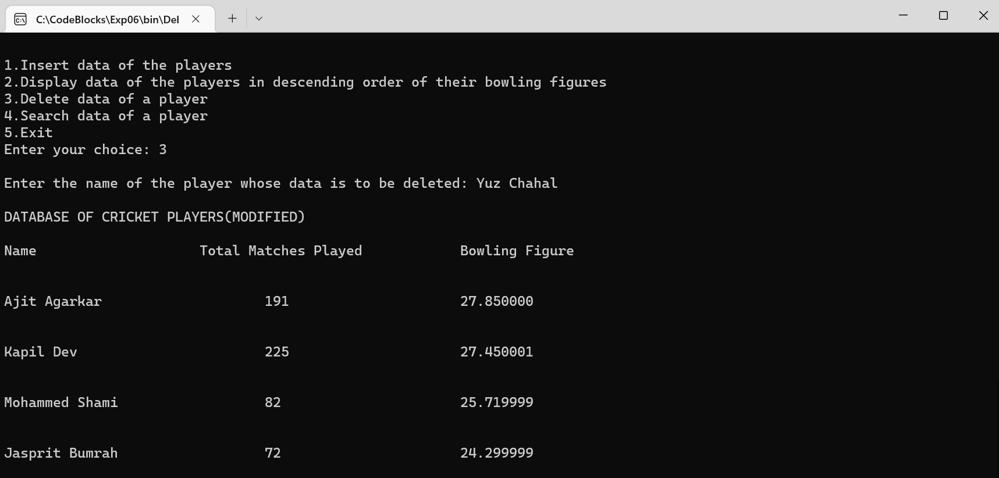 C:\CodeBlocks\Exp06\bin\Del
1.Insert data of the players
2.Display data of the players in descending order of their bowling figures
3.Delete data of a player
4.Search data of a player
5.Exit
Enter your choice: 3
Enter the name of the player whose data is to be deleted: Yuz Chahal
DATABASE OF CRICKET PLAYERS(MODIFIED)
Name Total Matches Played Bowling Figure
Ajit Agarkar 191 27.850000
Kapil Dev 225 27.450001
Mohammed Shami 82 25.719999
Jasprit Bumrah 72 24.299999